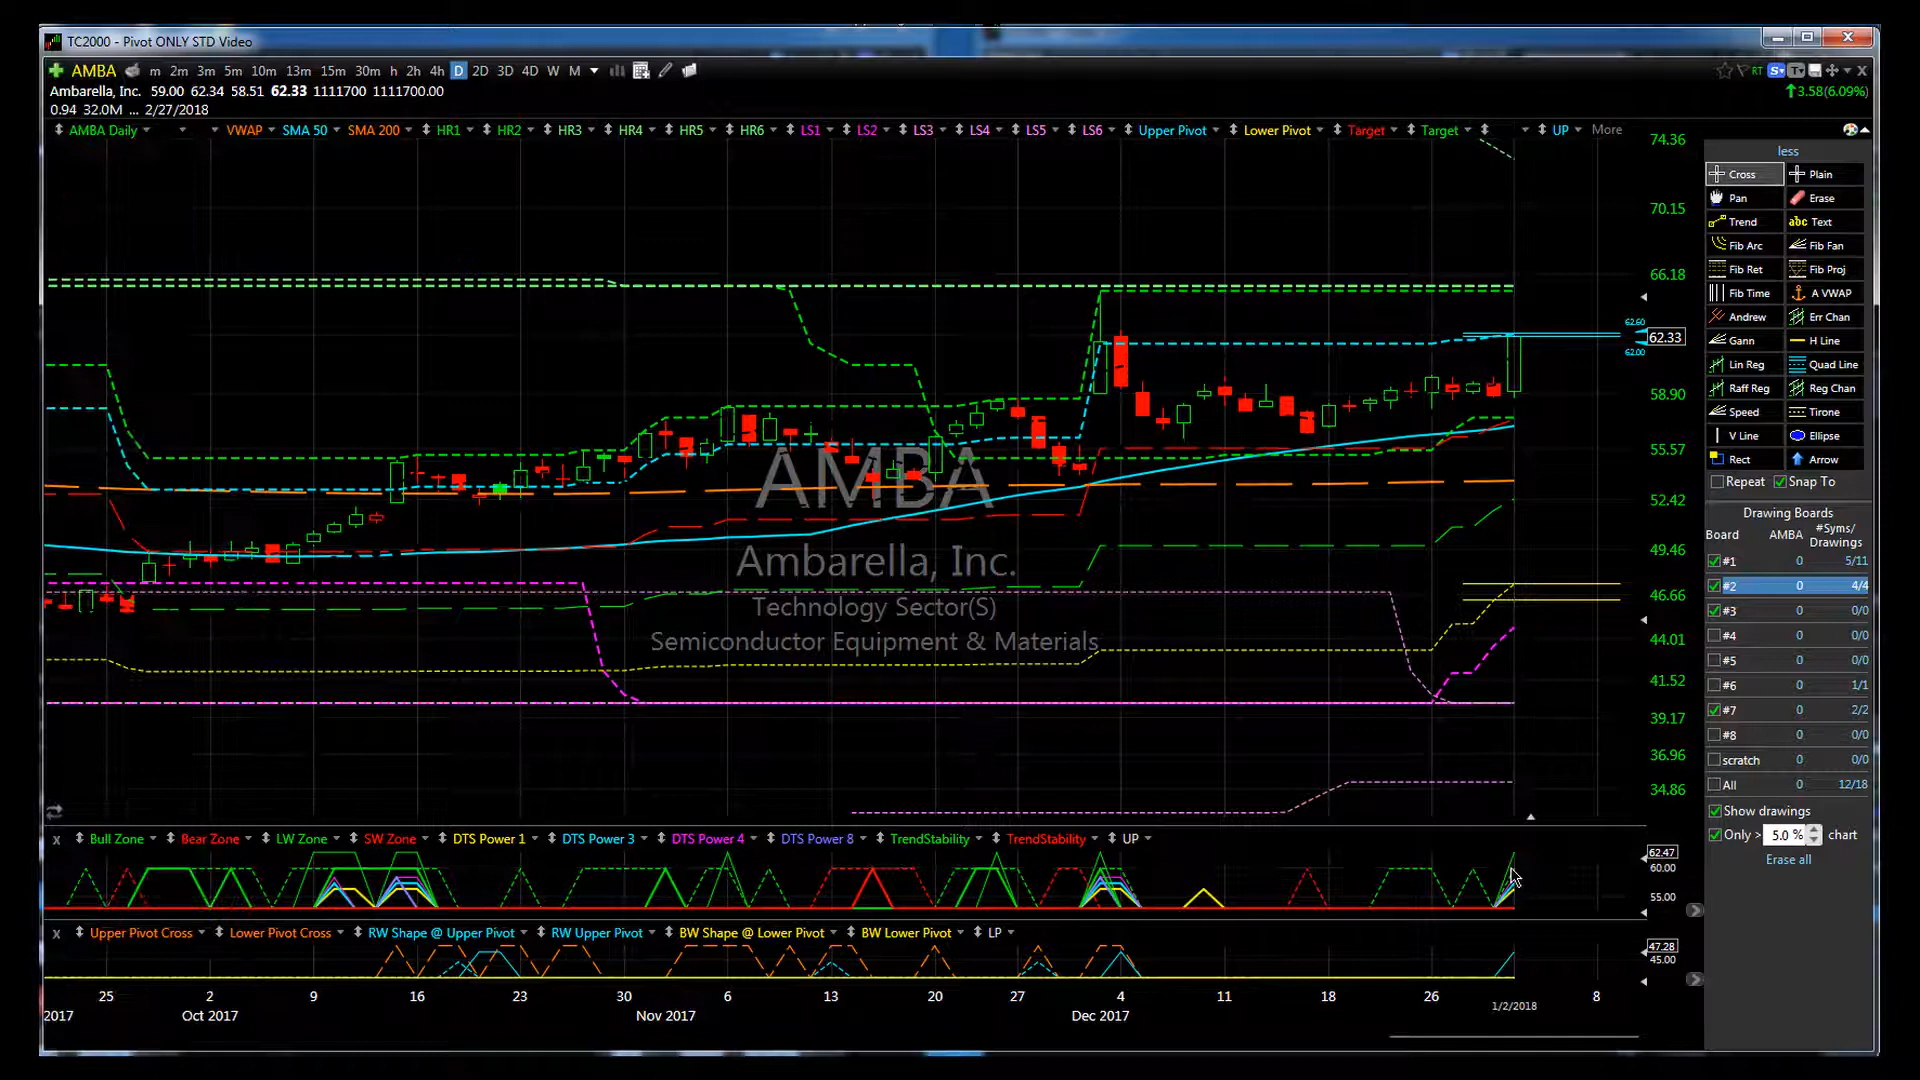 TC2000 - Pivot ONLY STD Video
AMBA m 2m 3m 5m 10m 13m 15m 30m h 2h 4h D 2D 3D 4D W M
RT S T X
Ambarella, Inc. 59.00 62.34 58.51 62.33 1111700 1111700.00
3.58(6.09%)
0.94 32.0M ... 2/27/2018
AMBA Daily VWAP SMA 50 SMA 200 HR1 HR2 HR3 HR4 HR5 HR6 LS1 LS2 LS3 LS4 LS5 LS6 Upper Pivot Lower Pivot Target Target UP More
74.36
70.15
66.18
62.60
62.33
62.00
58.90
55.57
52.42
49.46
46.66
44.01
41.52
39.17
36.96
34.86
AMBA
Ambarella, Inc.
Technology Sector(S)
Semiconductor Equipment & Materials
less
Cross Plain
Pan Erase
Trend abc Text
Fib Arc Fib Fan
Fib Ret Fib Proj
Fib Time A VWAP
Andrew Err Chan
Gann H Line
Lin Reg Quad Line
Raff Reg Reg Chan
Speed Tirone
V Line Ellipse
Rect Arrow
Repeat Snap To
Drawing Boards
Board AMBA #Syms/
Drawings
#1 0 5/11
#2 0 4/4
#3 0 0/0
#4 0 0/0
#5 0 0/0
#6 0 1/1
#7 0 2/2
#8 0 0/0
scratch 0 0/0
All 0 12/18
Show drawings
Only > 5.0 % chart
Erase all
x Bull Zone Bear Zone LW Zone SW Zone DTS Power 1 DTS Power 3 DTS Power 4 DTS Power 8 TrendStability TrendStability UP
62.47
60.00
55.00
x Upper Pivot Cross Lower Pivot Cross RW Shape @ Upper Pivot RW Upper Pivot BW Shape @ Lower Pivot BW Lower Pivot LP
47.28
45.00
25 2 9 16 23 30 6 13 20 27 4 11 18 26 8
1/2/2018
2017 Oct 2017 Nov 2017 Dec 2017